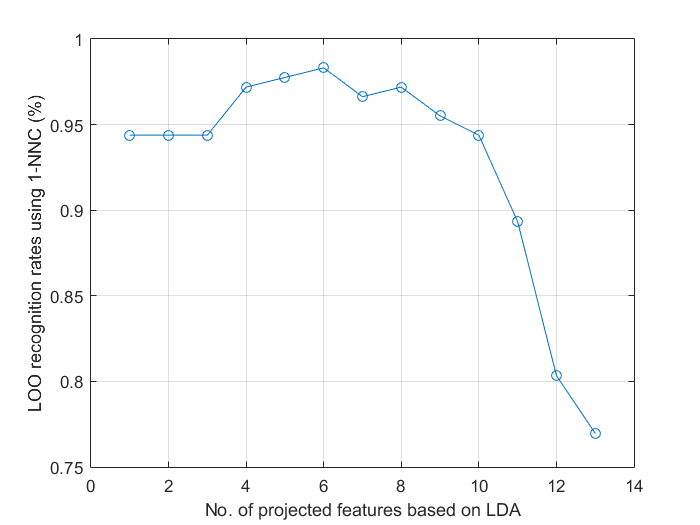 1
0.95
0.9
0.85
0.8
0.75
0 2 4 6 8 10 12 14
LOO recognition rates using 1-NNC (%)
No. of projected features based on LDA